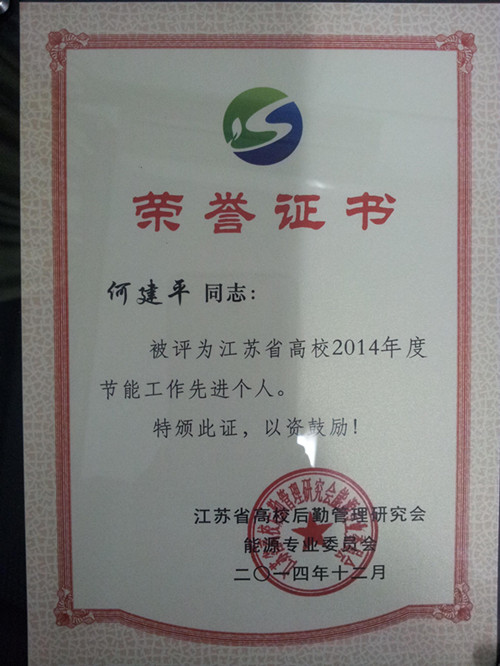 荣誉证书
何建平 同志：
被评为江苏省高校2014年度
节能工作先进个人。
特颁此证，以资鼓励！
江苏省高校后勤管理研究会
能源专业委员会
二〇一四年十二月